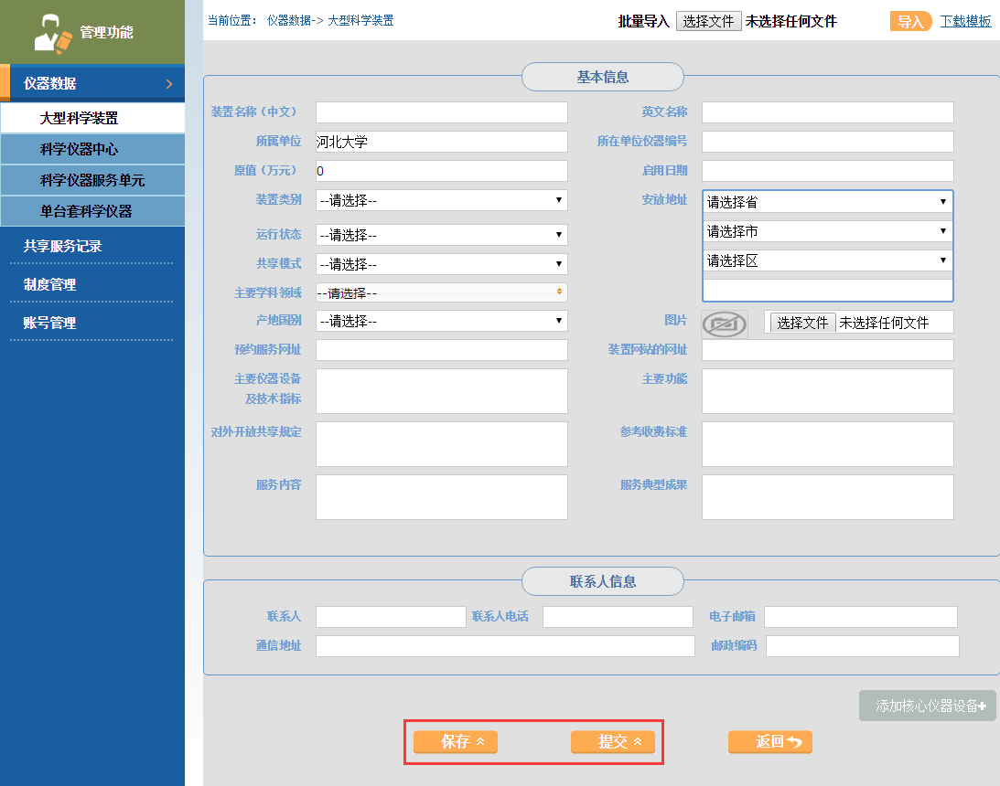 管理功能
当前位置： 仪器数据-> 大型科学装置
批量导入 选择文件 未选择任何文件 导入 下载模板
仪器数据
大型科学装置
科学仪器中心
科学仪器服务单元
单台套科学仪器
共享服务记录
制度管理
账号管理
基本信息
装置名称（中文） 英文名称
所属单位 河北大学 所在单位仪器编号
原值（万元） 0 启用日期
装置类别 --请选择-- 安放地址 请选择省
运行状态 --请选择-- 请选择市
共享模式 --请选择-- 请选择区
主要学科领域 --请选择--
产地国别 --请选择-- 图片 选择文件 未选择任何文件
预约服务网址 装置网站的网址
主要仪器设备 主要功能
及技术指标
对外开放共享规定 参考收费标准
服务内容 服务典型成果
联系人信息
联系人 联系人电话 电子邮箱
通信地址 邮政编码
添加核心仪器设备+
保存 提交 返回